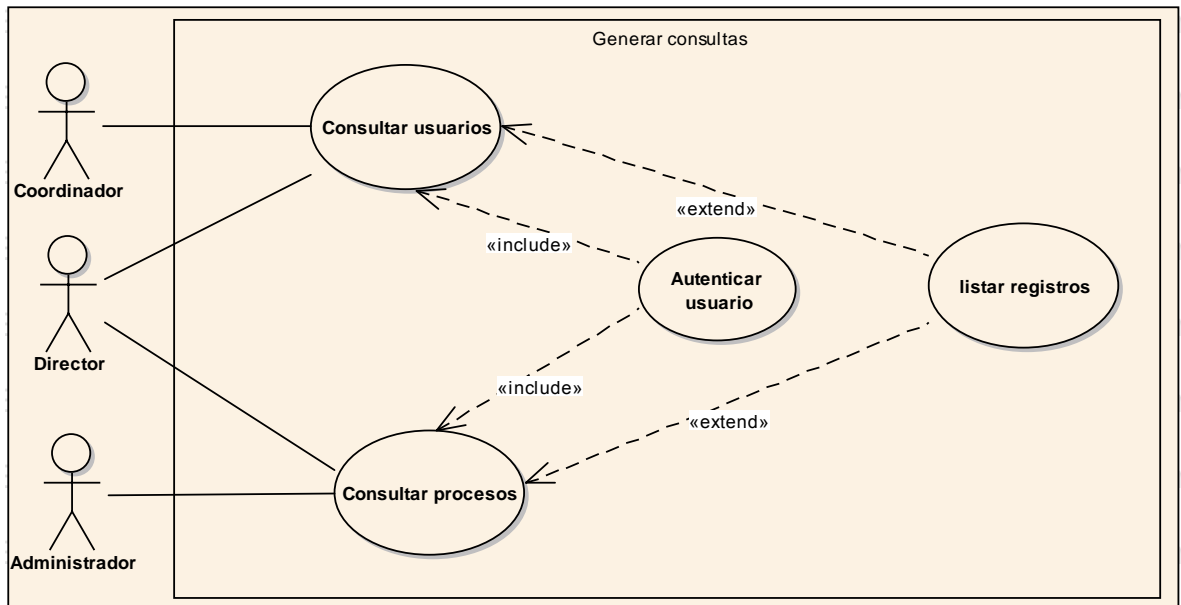 Generar consultas
Coordinador
Consultar usuarios
«extend»
«include»
Autenticar
usuario
listar registros
Director
«include»
«extend»
Consultar procesos
Administrador